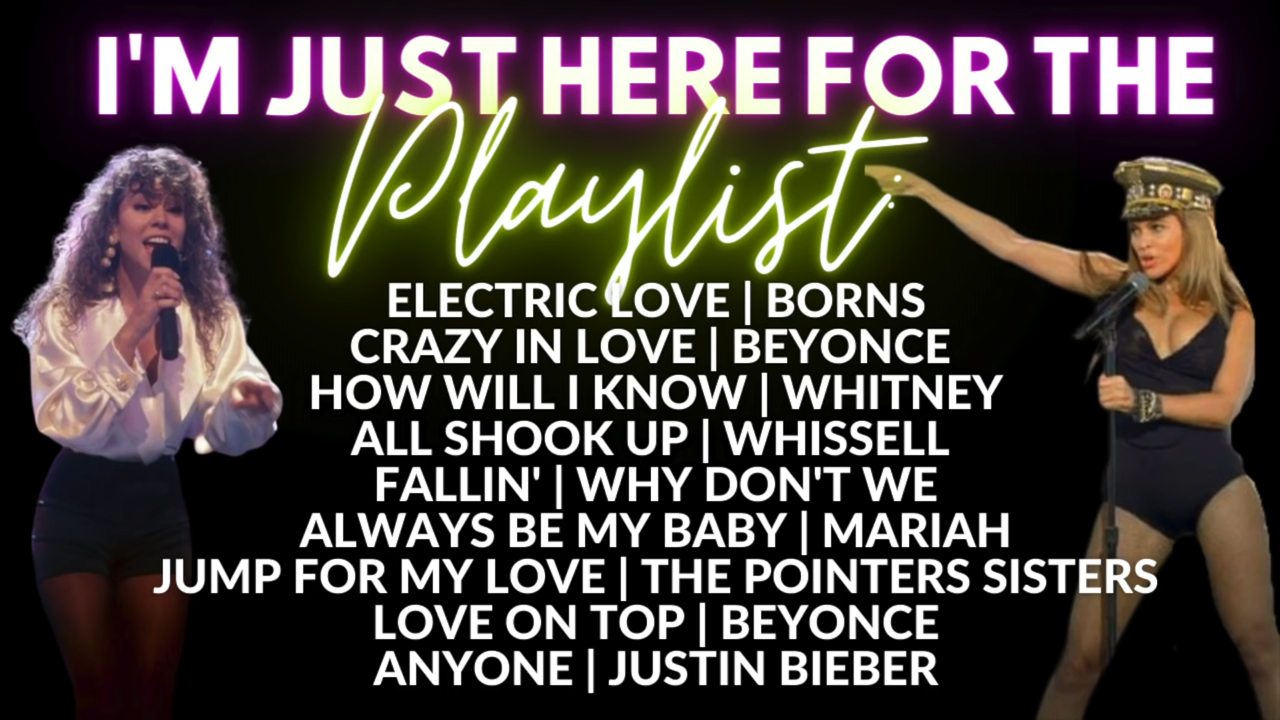 I'M JUST HERE FOR THE
Playlist:
ELECTRIC LOVE | BORNS
CRAZY IN LOVE | BEYONCE
HOW WILL I KNOW | WHITNEY
ALL SHOOK UP | WHISSELL
FALLIN' | WHY DON'T WE
ALWAYS BE MY BABY | MARIAH
JUMP FOR MY LOVE | THE POINTERS SISTERS
LOVE ON TOP | BEYONCE
ANYONE | JUSTIN BIEBER